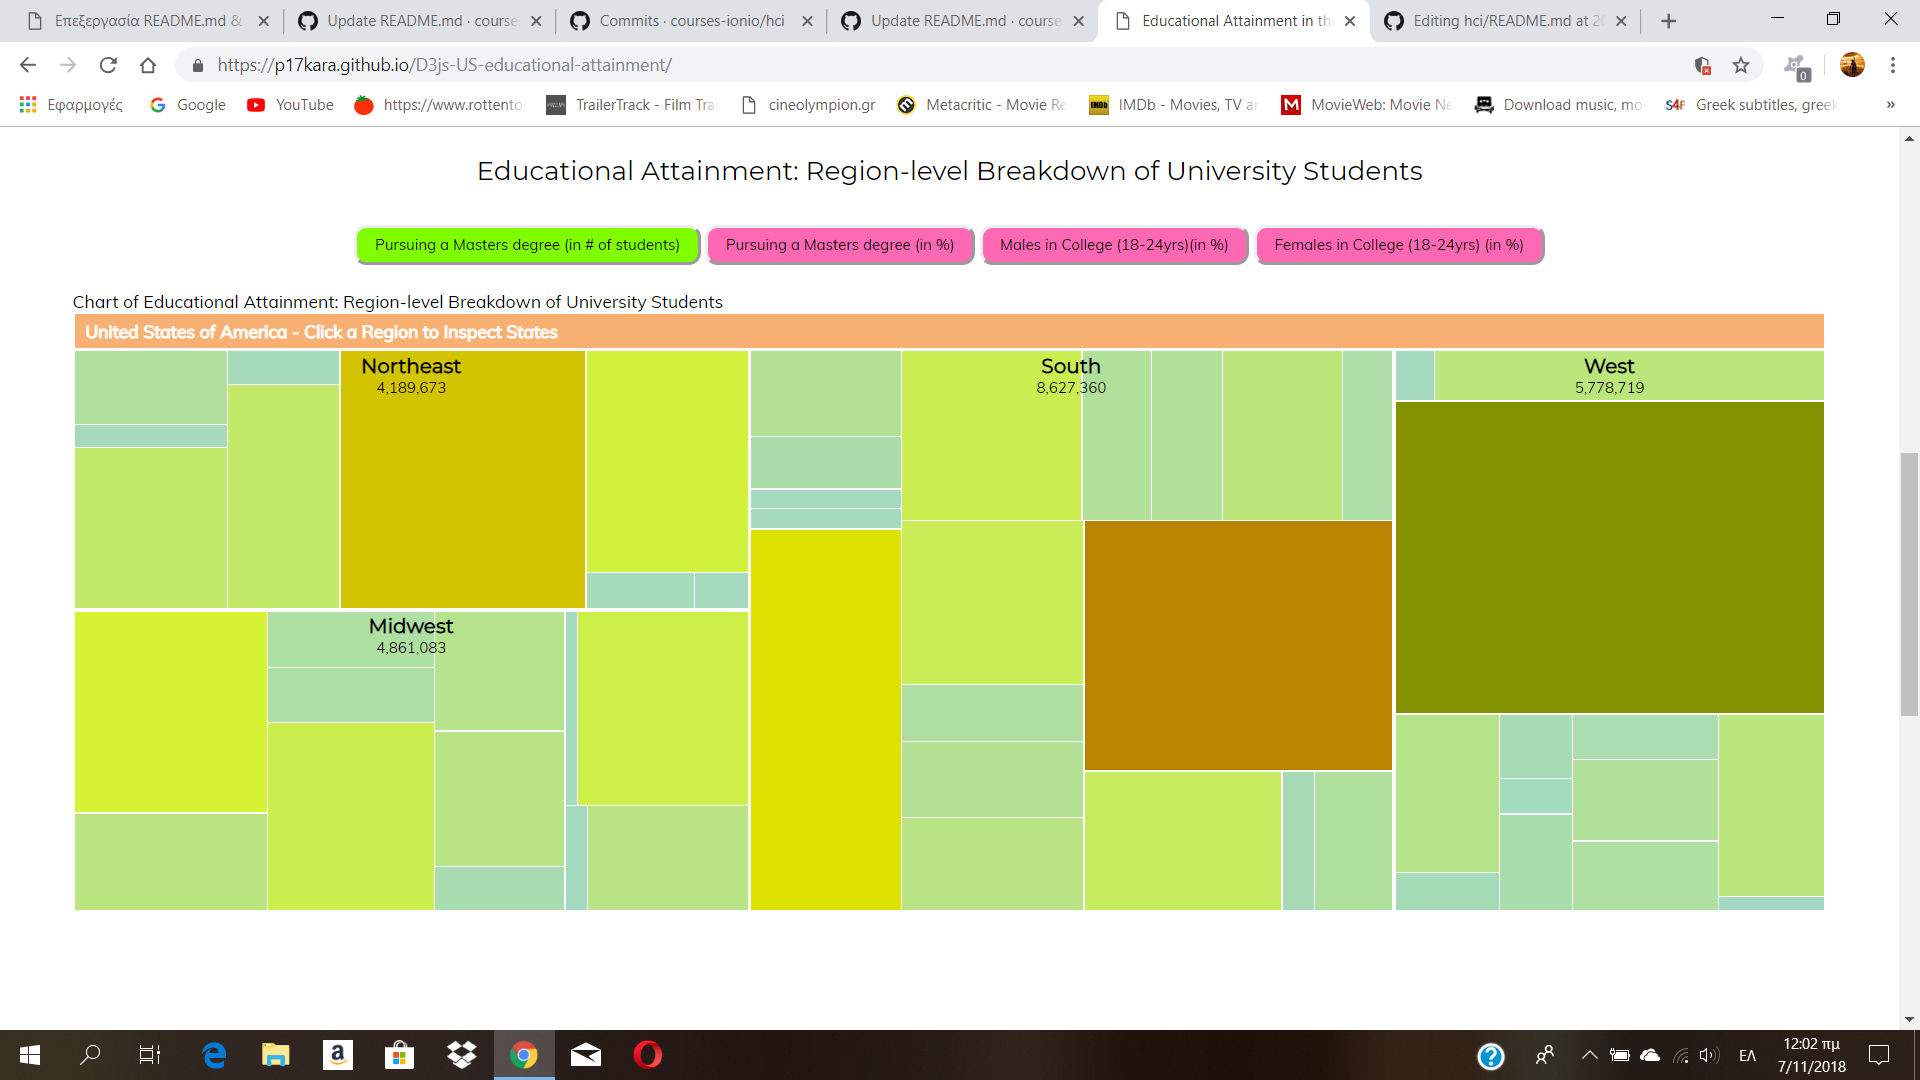 Επεξεργασία README.md &
Update README.md · course
Commits · courses-ionio/hci
Update README.md · course
Educational Attainment in th
Editing hci/README.md at 20
https://p17kara.github.io/D3js-US-educational-attainment/
0
Εφαρμογές
Google
YouTube
https://www.rottento
TrailerTrack - Film Tra
cineolympion.gr
Metacritic - Movie Re
IMDb
IMDb - Movies, TV an
M
MovieWeb: Movie Ne
Download music, mo
S4F
Greek subtitles, greek
»
Educational Attainment: Region-level Breakdown of University Students
Pursuing a Masters degree (in # of students)
Pursuing a Masters degree (in %)
Males in College (18-24yrs)(in %)
Females in College (18-24yrs) (in %)
Chart of Educational Attainment: Region-level Breakdown of University Students
United States of America - Click a Region to Inspect States
Northeast
4,189,673
South
8,627,360
West
5,778,719
Midwest
4,861,083
ΕΛ
12:02 πμ
7/11/2018